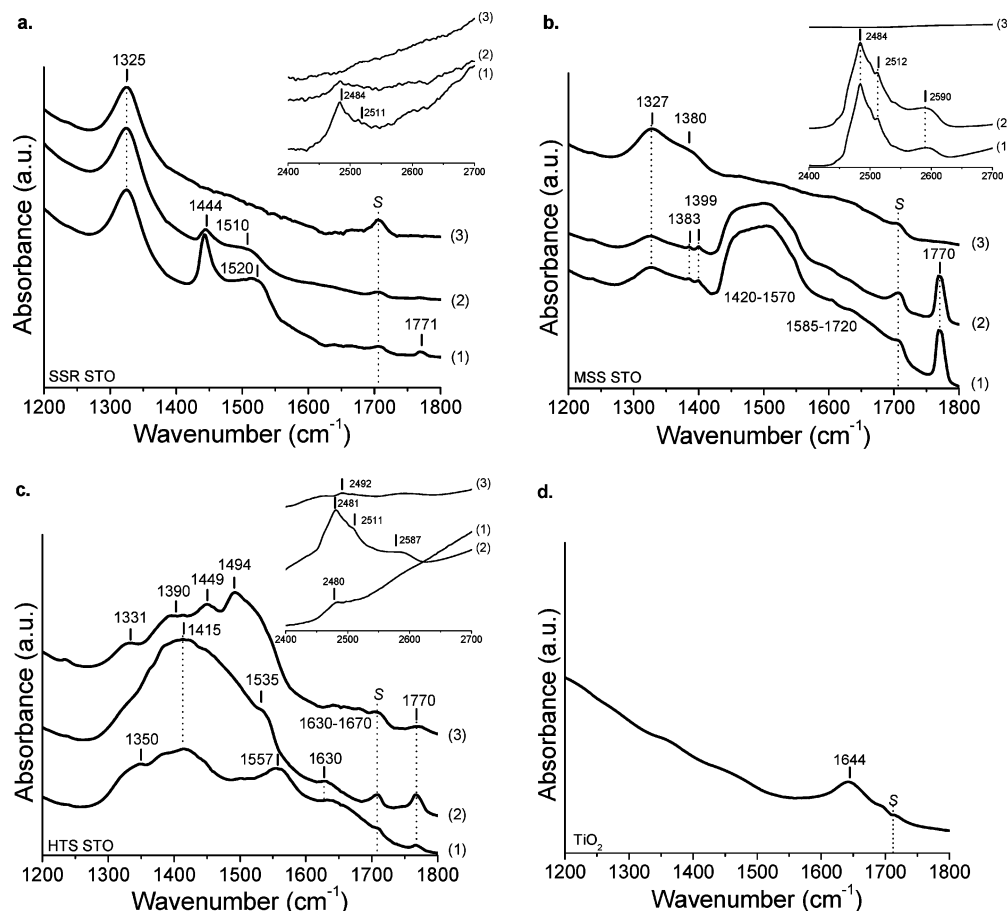 a.
(3)
(2)
(1)
2484
2511
2400 2500 2600 2700
1325
1444
1510
1520
S
1771
(3)
(2)
(1)
SSR STO
Absorbance (a.u.)
1200 1300 1400 1500 1600 1700 1800
Wavenumber (cm-1)
b.
(3
2484
2512
2590
(2
(1
2400 2500 2600 2700
1327
1380
1399
1383
S
1770
1420-1570
1585-1720
(3)
(2)
(1)
MSS STO
Absorbance (a.u.)
1200 1300 1400 1500 1600 1700 1800
Wavenumber (cm-1)
c.
2492
(3)
2481
2511
(1)
2587
(2)
2480
2400 2500 2600 2700
1494
1449
1390
1331
1415
1535
S
1770
1630-1670
(3)
1350
1557
1630
(2)
(1)
HTS STO
Absorbance (a.u.)
1200 1300 1400 1500 1600 1700 1800
Wavenumber (cm-1)
d.
1644
S
TiO2
Absorbance (a.u.)
1200 1300 1400 1500 1600 1700 1800
Wavenumber (cm-1)